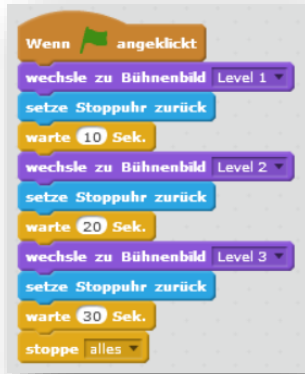 Wenn angeklickt
wechsle zu Bühnenbild Level 1
setze Stoppuhr zurück
warte 10 Sek.
wechsle zu Bühnenbild Level 2
setze Stoppuhr zurück
warte 20 Sek.
wechsle zu Bühnenbild Level 3
setze Stoppuhr zurück
warte 30 Sek.
stoppe alles